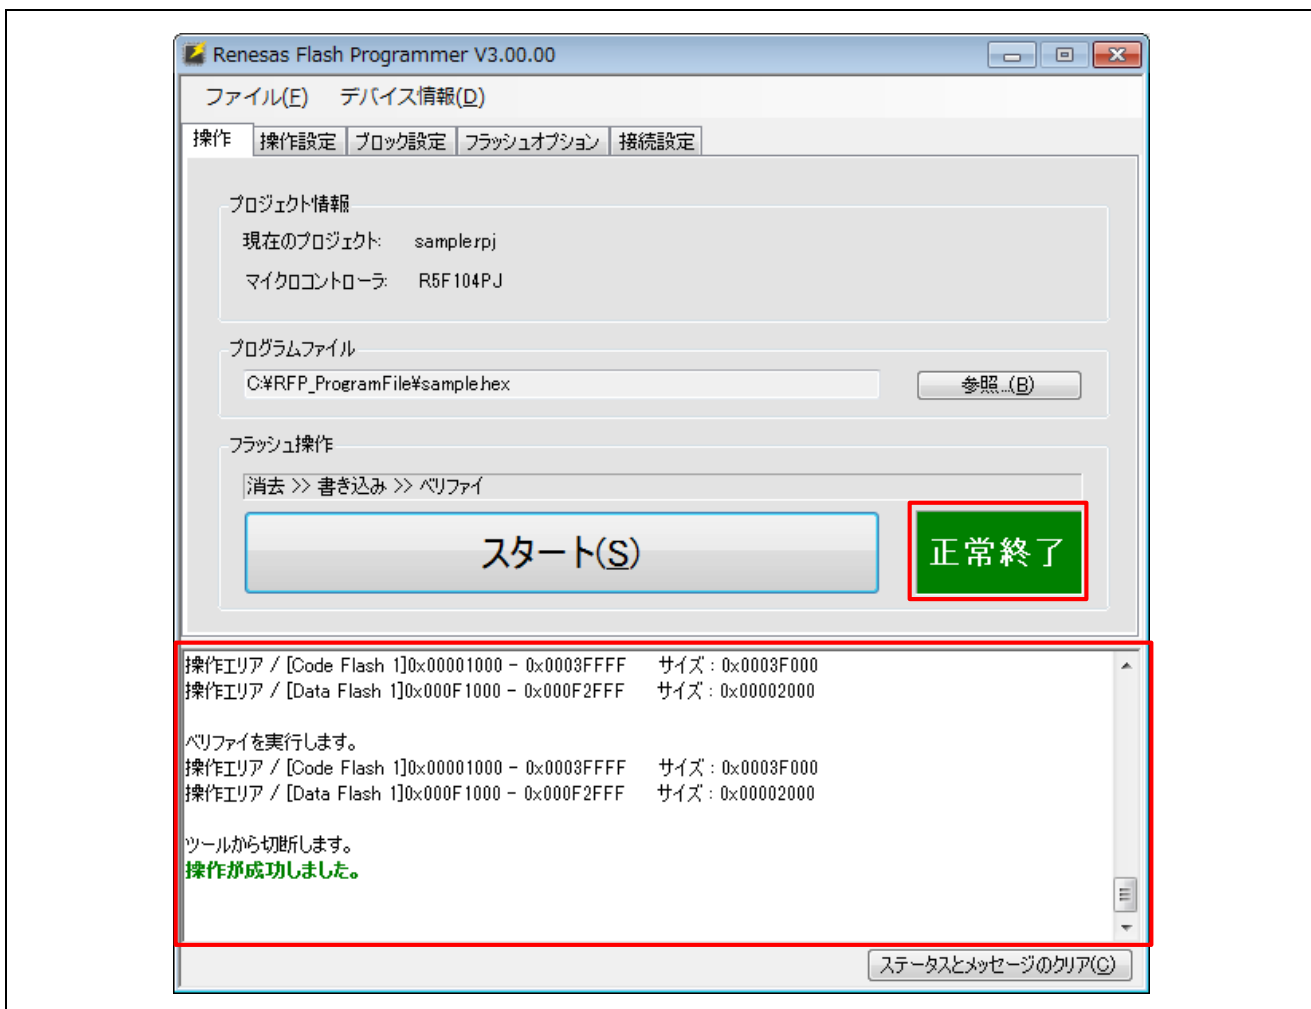 Renesas Flash Programmer V3.00.00
ファイル(F) デバイス情報(D)
操作 操作設定 ブロック設定 フラッシュオプション 接続設定
プロジェクト情報
現在のプロジェクト: sample.rpj
マイクロコントローラ: R5F104PJ
プログラムファイル
C:¥RFP_ProgramFile¥sample.hex 参照...(B)
フラッシュ操作
消去 >> 書き込み >> ベリファイ
スタート(S) 正常終了
操作エリア / [Code Flash 1]0x00001000 - 0x0003FFFF サイズ : 0x0003F000
操作エリア / [Data Flash 1]0x000F1000 - 0x000F2FFF サイズ : 0x00002000
ベリファイを実行します。
操作エリア / [Code Flash 1]0x00001000 - 0x0003FFFF サイズ : 0x0003F000
操作エリア / [Data Flash 1]0x000F1000 - 0x000F2FFF サイズ : 0x00002000
ツールから切断します。
操作が成功しました。
ステータスとメッセージのクリア(C)